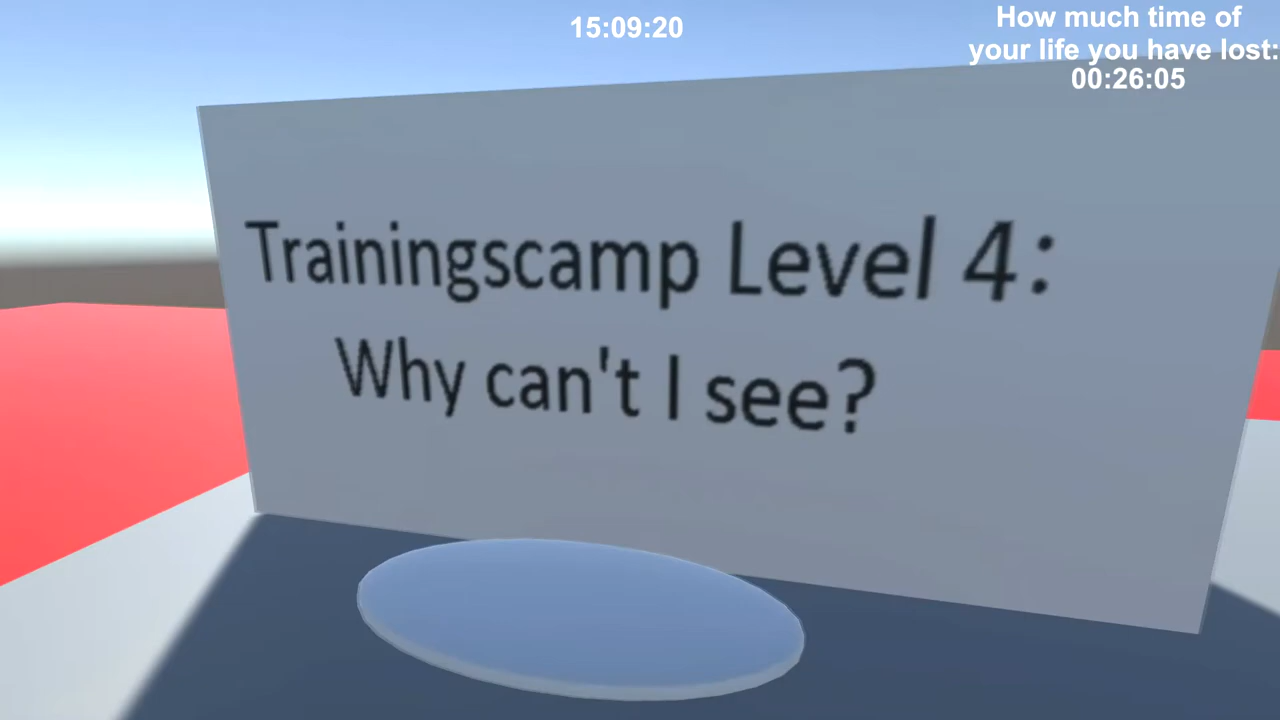 15:09:20
How much time of
your life you have lost:
00:26:05
Trainingscamp Level 4:
Why can't I see?